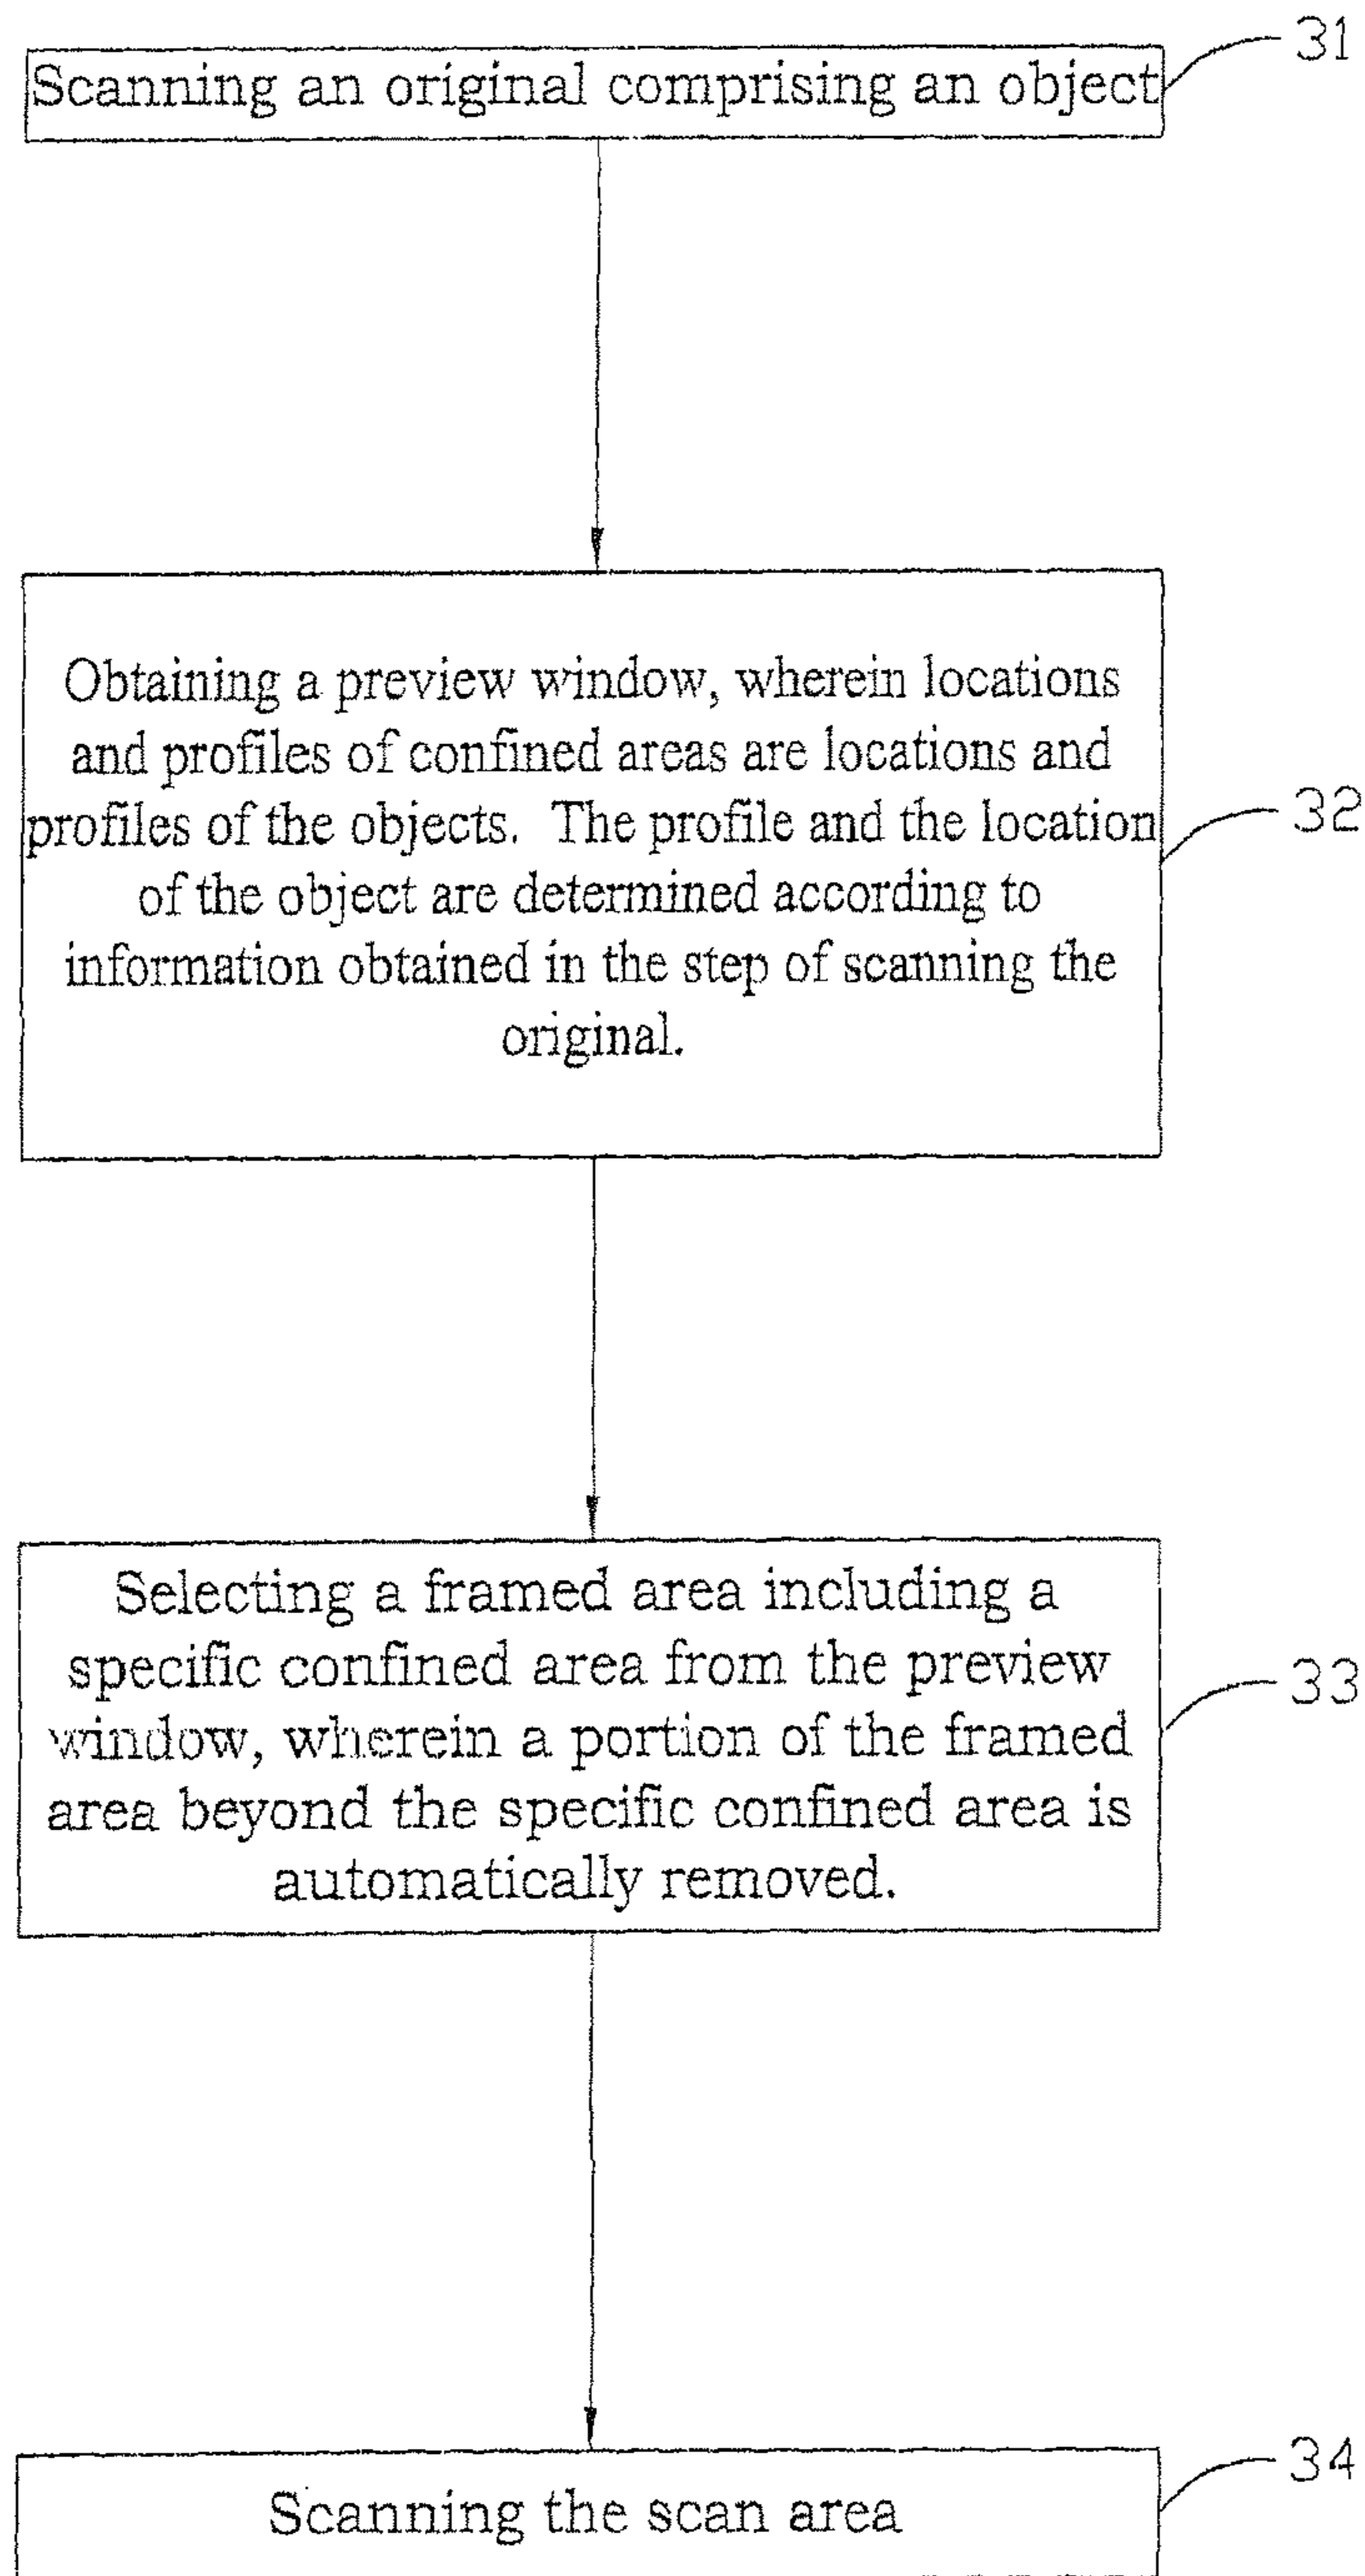 31
Scanning an original comprising an object
Obtaining a preview window, wherein locations
and profiles of confined areas are locations and
profiles of the objects. The profile and the location
of the object are determined according to
information obtained in the step of scanning the
original.
32
Selecting a framed area including a
specific confined area from the preview
window, wherein a portion of the framed
area beyond the specific confined area is
automatically removed.
33
34
Scanning the scan area